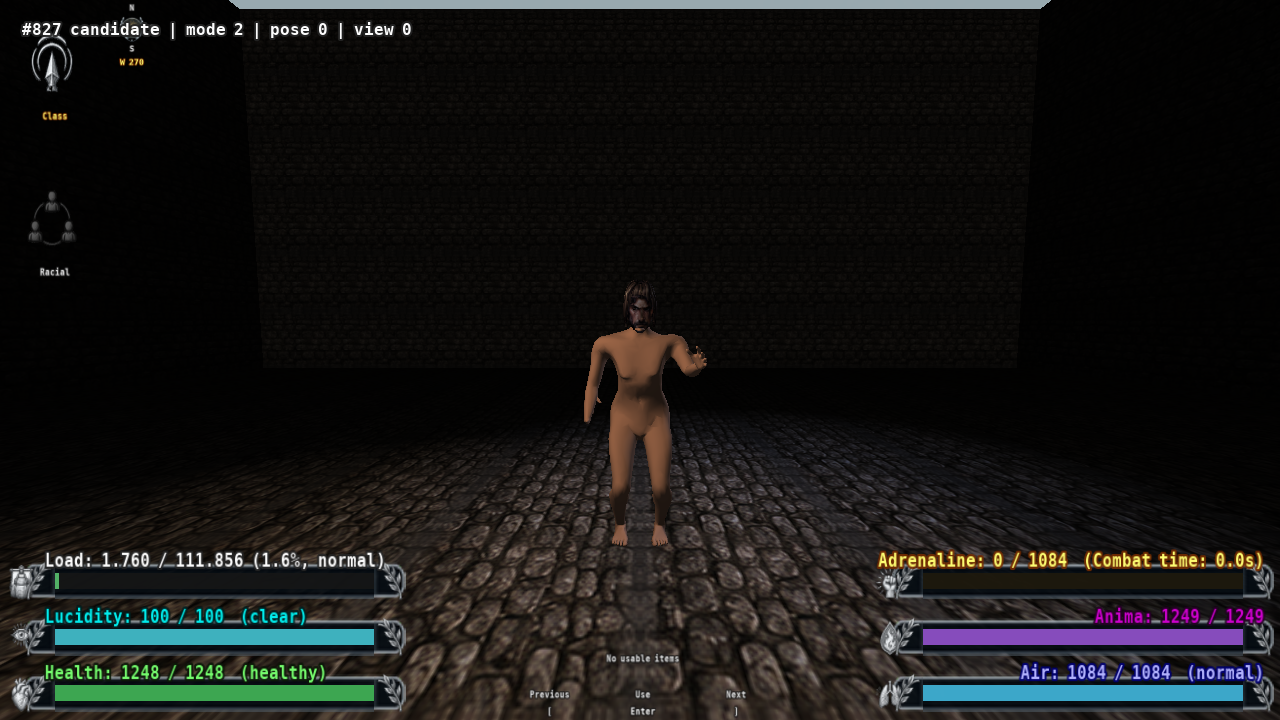 N
#827 candidate | mode 2 | pose 0 | view 0
S
W 270
Class
Racial
Load: 1.760 / 111.856 (1.6%, normal)
Adrenaline: 0 / 1084 (Combat time: 0.0s)
Lucidity: 100 / 100 (clear)
Anima: 1249 / 1249
No usable items
Health: 1248 / 1248 (healthy)
Air: 1084 / 1084 (normal)
Previous Use Next
[ Enter ]